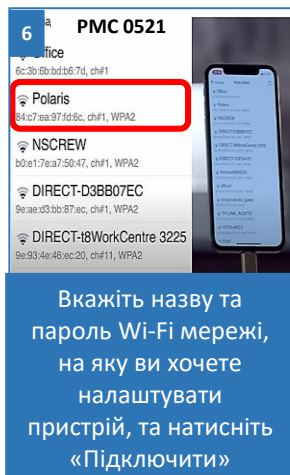 6
PMC 0521
Office
6c:3b:6b:bd:b6:7d, ch#1
Polaris
84:c7:ea:97:fd:6c, ch#1, WPA2
NSCREW
b0:e1:7e:a7:50:47, ch#1, WPA2
DIRECT-D3BB07EC
9e:ae:d3:bb:87:ec, ch#1, WPA2
DIRECT-t8WorkCentre 3225
9e:93:4e:46:ec:20, ch#11, WPA2
Вкажіть назву та
пароль Wi-Fi мережі,
на яку ви хочете
налаштувати
пристрій, та натисніть
«Підключити»